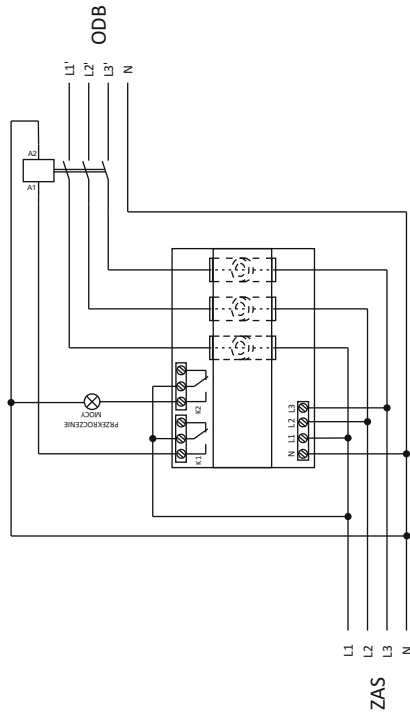 ODB
L1'
L2'
L3'
N
A2
A1
PRZEKROCZENIE
MOCY
K2
K1
N
L1
L2
L3
L1
L2
L3
N
ZAS